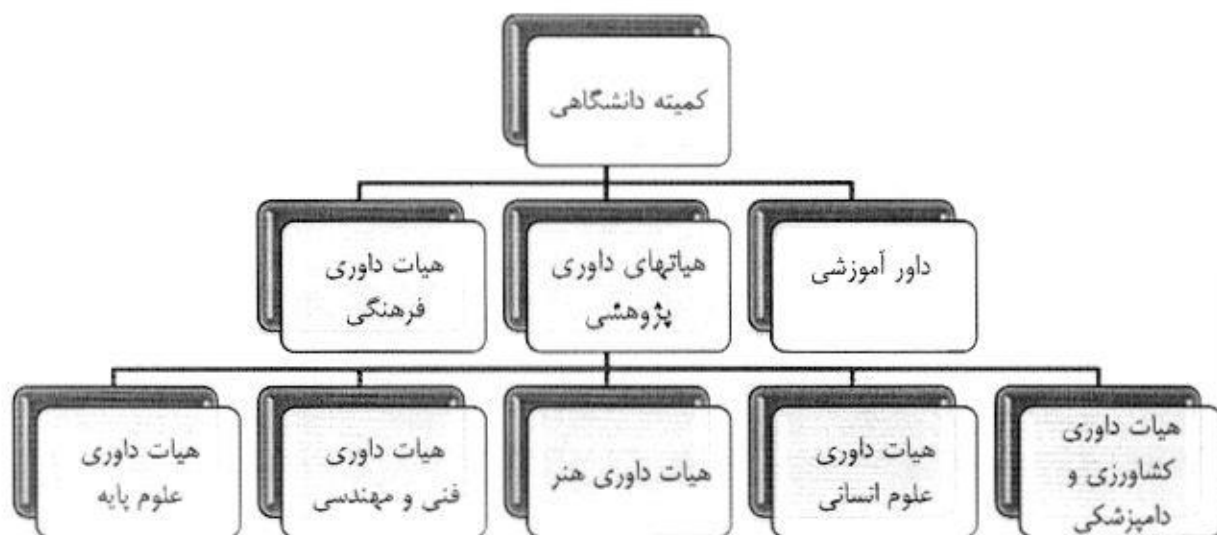 کمیته دانشگاهی
داور آموزشی
هیاتهای داوری
پژوهشی
هیات داوری
فرهنگی
هیات داوری
کشاورزی و
دامپزشکی
هیات داوری
علوم انسانی
هیات داوری هنر
هیات داوری
فنی و مهندسی
هیات داوری
علوم پایه